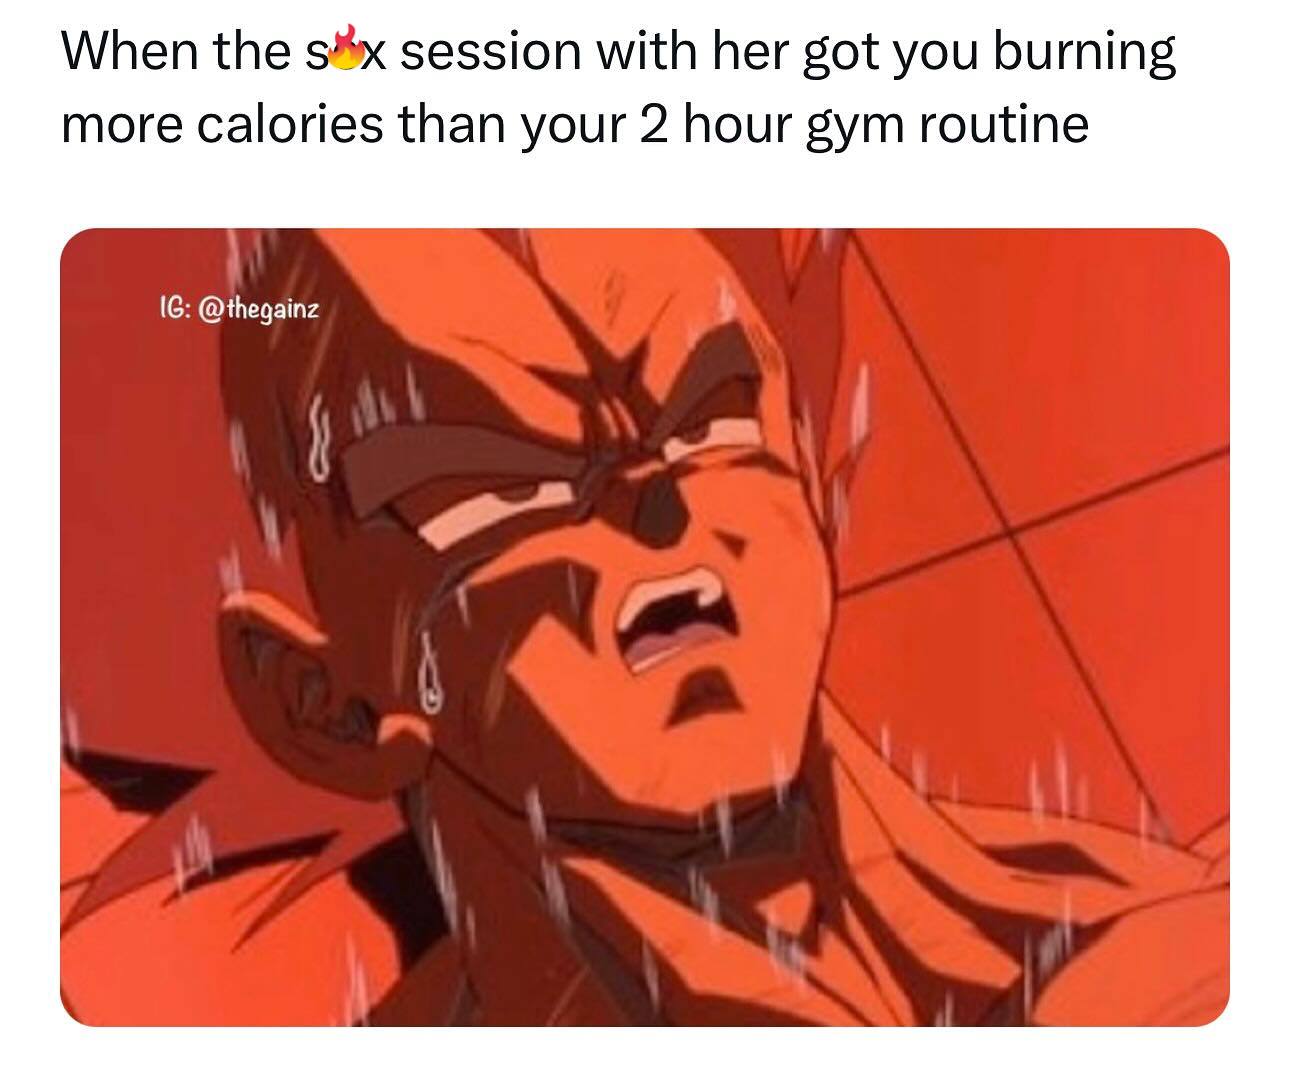 When the s🔥x session with her got you burning
more calories than your 2 hour gym routine
IG: @thegainz